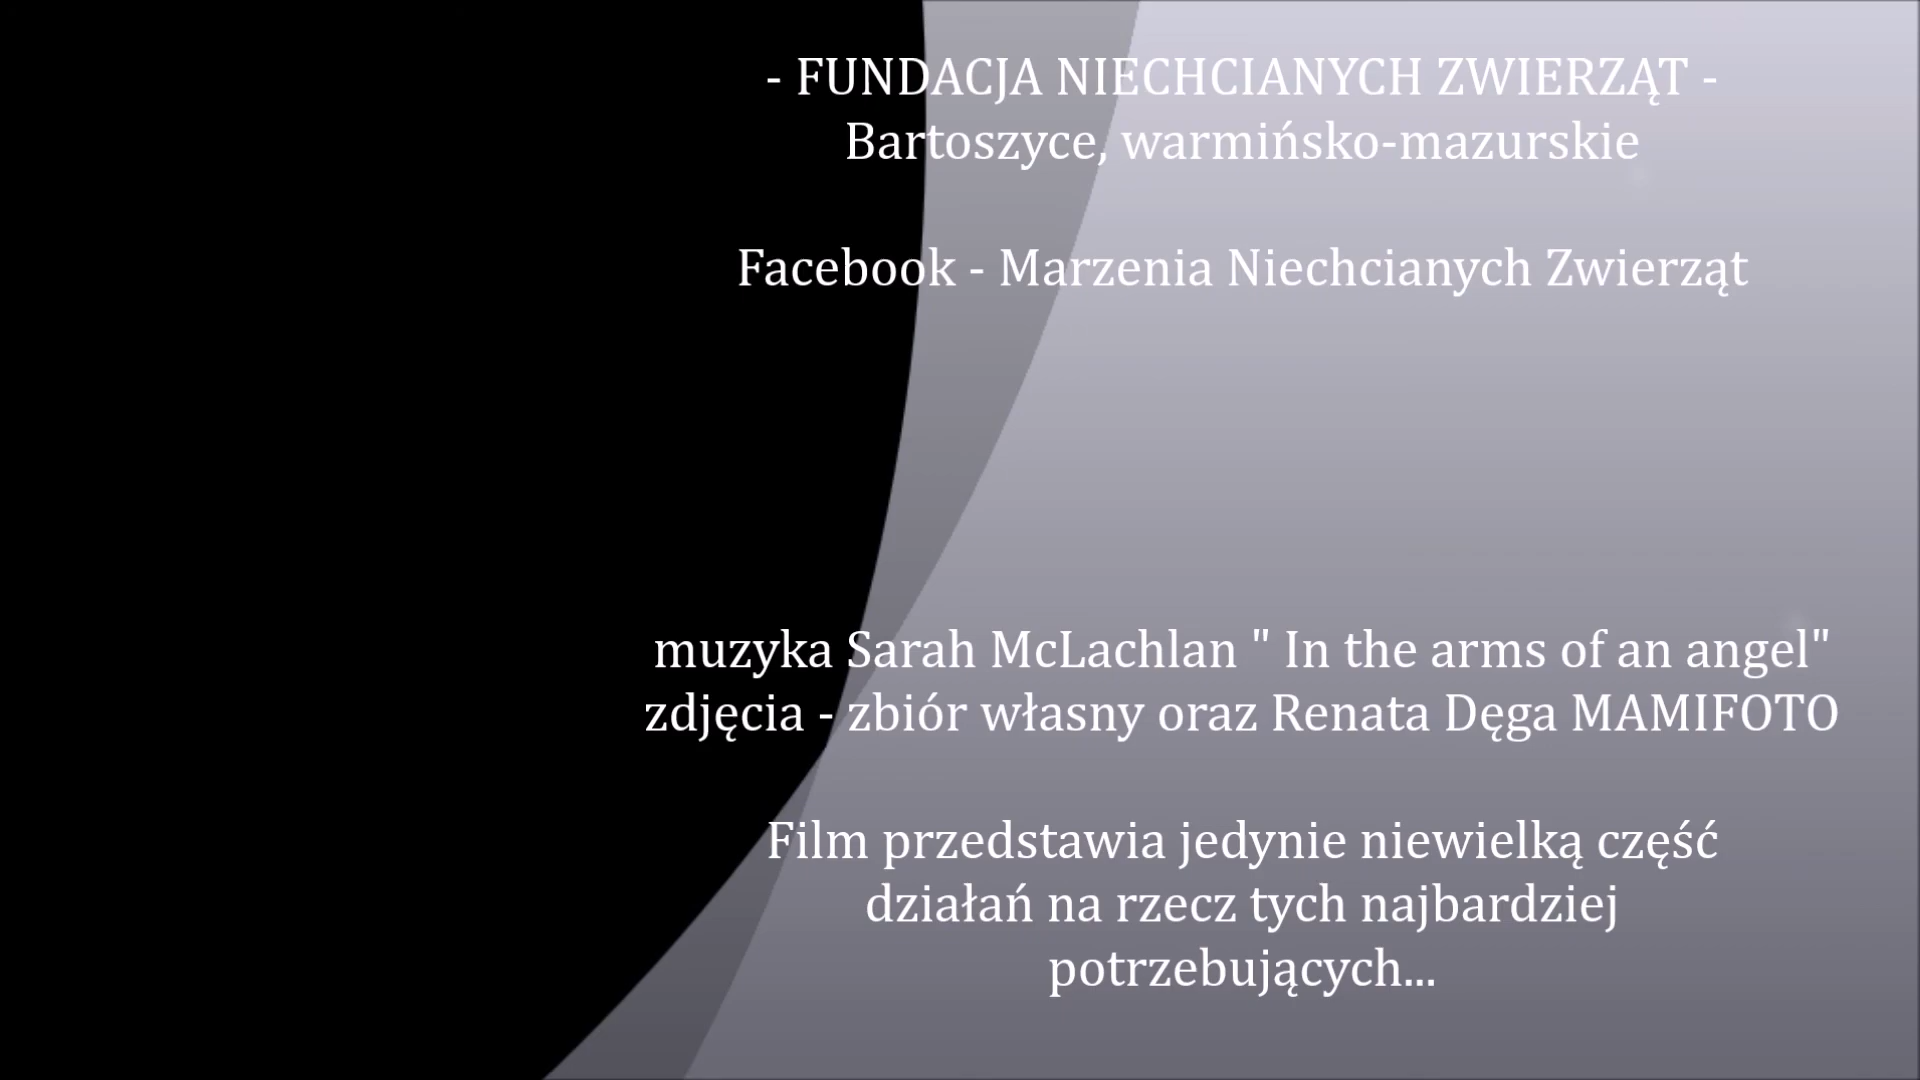 - FUNDACJA NIECHCIANYCH ZWIERZĄT -
Bartoszyce, warmińsko-mazurskie
Facebook - Marzenia Niechcianych Zwierząt
muzyka Sarah McLachlan " In the arms of an angel"
zdjęcia - zbiór własny oraz Renata Dęga MAMIFOTO
Film przedstawia jedynie niewielką część
działań na rzecz tych najbardziej
potrzebujących...